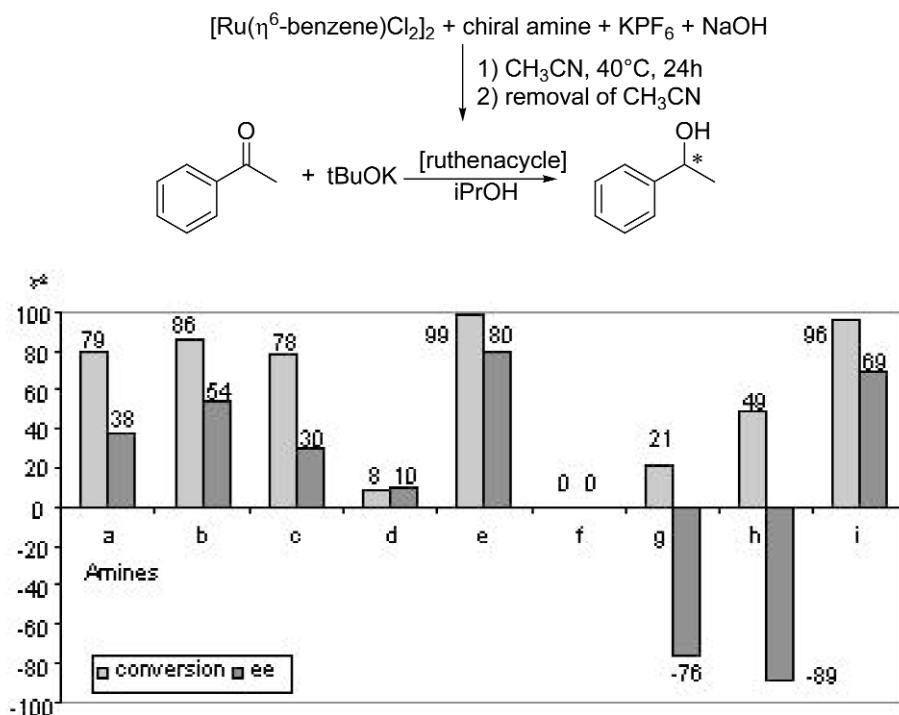 [Ru(η⁶-benzene)Cl₂]₂ + chiral amine + KPF₆ + NaOH
1) CH₃CN, 40°C, 24h
2) removal of CH₃CN
O
OH
*
+ tBuOK
[ruthenacycle]
iPrOH
100
80
60
40
20
0
-20
-40
-60
-80
-100
79
38
86
54
78
30
8
10
99
80
0
0
21
-76
49
-89
96
69
a b c d e f g h i
Amines
conversion ee